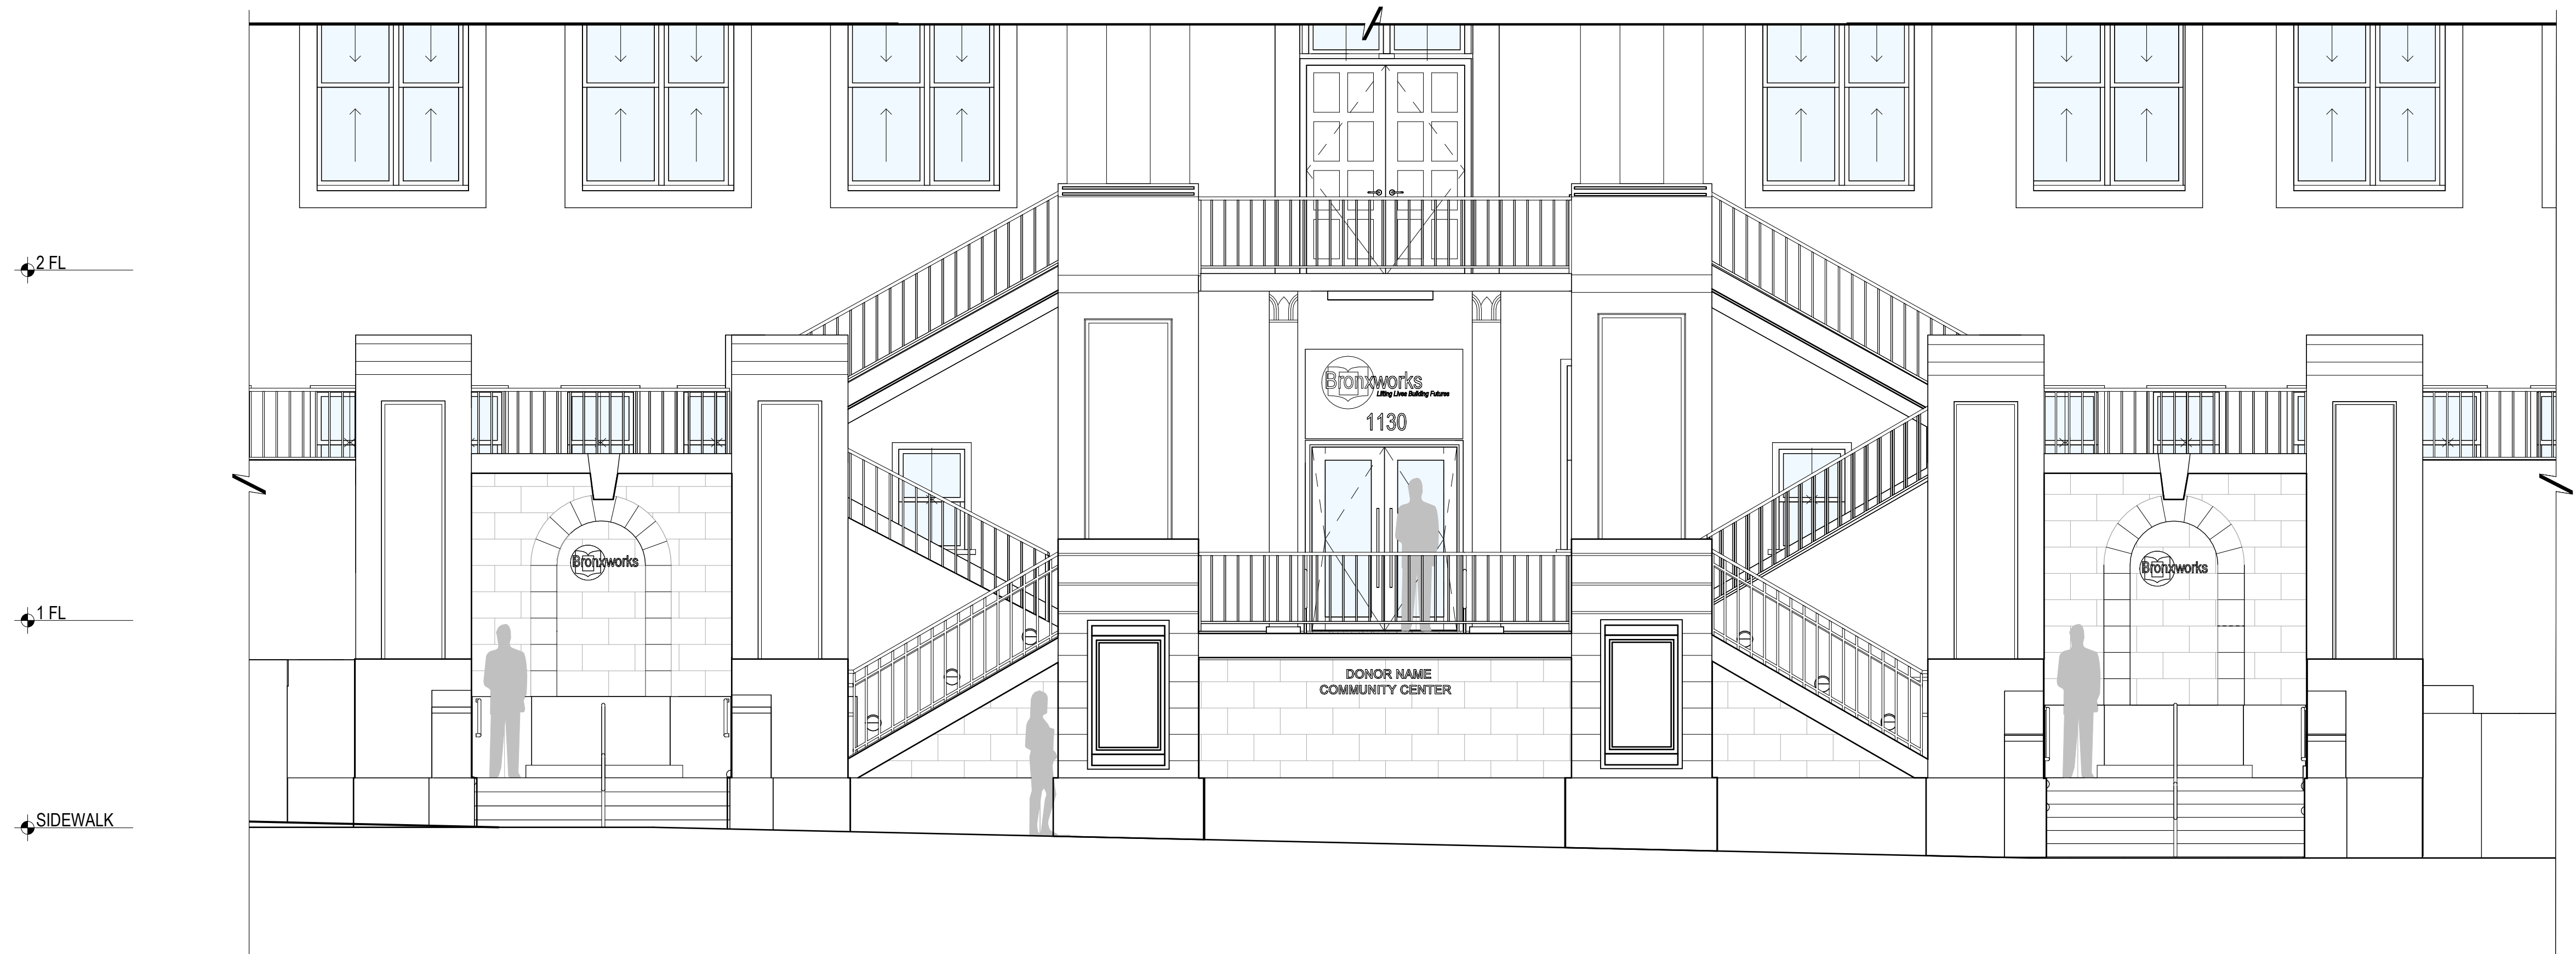 2 FL
Bronxworks
Lifting Lives Building Futures
1130
Bronxworks
Bronxworks
1 FL
DONOR NAME
COMMUNITY CENTER
SIDEWALK